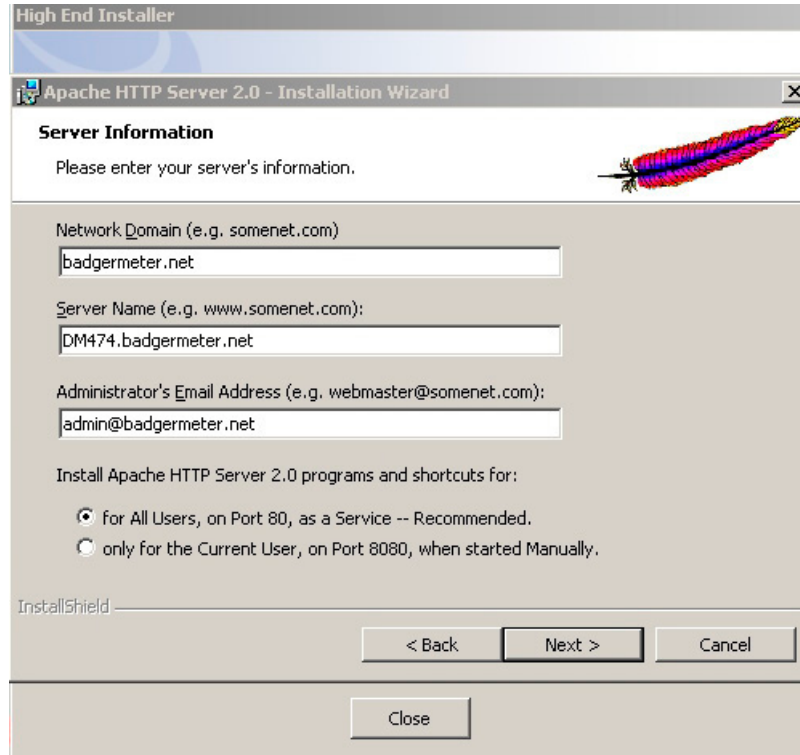 High End Installer
Apache HTTP Server 2.0 - Installation Wizard
Server Information
Please enter your server's information.
Network Domain (e.g. somenet.com)
badgermeter.net
Server Name (e.g. www.somenet.com):
DM474.badgermeter.net
Administrator's Email Address (e.g. webmaster@somenet.com):
admin@badgermeter.net
Install Apache HTTP Server 2.0 programs and shortcuts for:
for All Users, on Port 80, as a Service -- Recommended.
only for the Current User, on Port 8080, when started Manually.
InstallShield
< Back Next > Cancel
Close